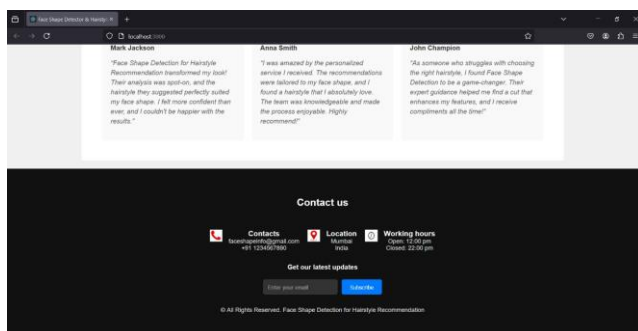 Face Shape Detector & Hairstyl
localhost:5000
Mark Jackson
"Face Shape Detection for Hairstyle
Recommendation transformed my look!
Their analysis was spot-on, and the
hairstyle they suggested perfectly suited
my face shape. I felt more confident than
ever, and I couldn't be happier with the
results."
Anna Smith
"I was amazed by the personalized
service I received. The recommendations
were tailored to my face shape, and I
found a hairstyle that I absolutely love.
The team was knowledgeable and made
the process enjoyable. Highly
recommend!"
John Champion
"As someone who struggles with choosing
the right hairstyle, I found Face Shape
Detection to be a game-changer. Their
expert guidance helped me find a cut that
enhances my features, and I receive
compliments all the time!"
Contact us
Contacts
faceshapeinfo@gmail.com
+91 1234567890
Location
Mumbai
India
Working hours
Open: 12:00 pm
Closed: 22:00 pm
Get our latest updates
Enter your email
Subscribe
© All Rights Reserved. Face Shape Detection for Hairstyle Recommendation